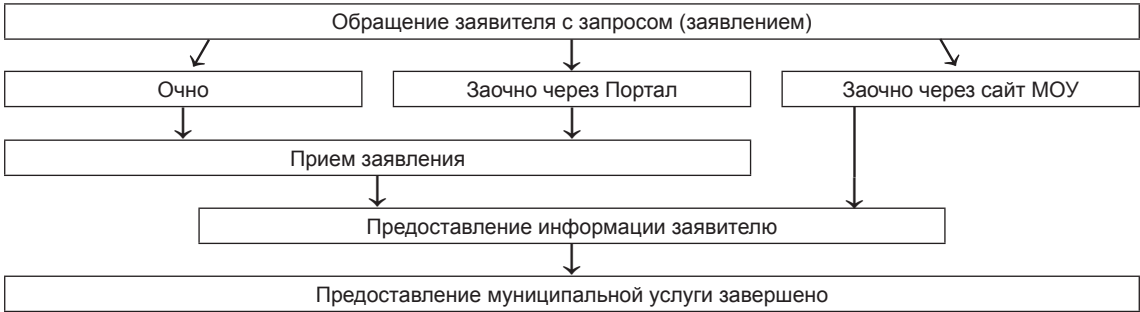 Обращение заявителя с запросом (заявлением)
Очно
Заочно через Портал
Заочно через сайт МОУ
Прием заявления
Предоставление информации заявителю
Предоставление муниципальной услуги завершено